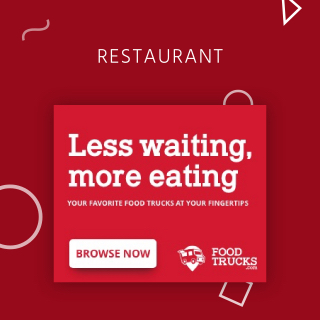 RESTAURANT
Less waiting,
more eating
YOUR FAVORITE FOOD TRUCKS AT YOUR FINGERTIPS
BROWSE NOW
FOOD
TRUCKS
.com